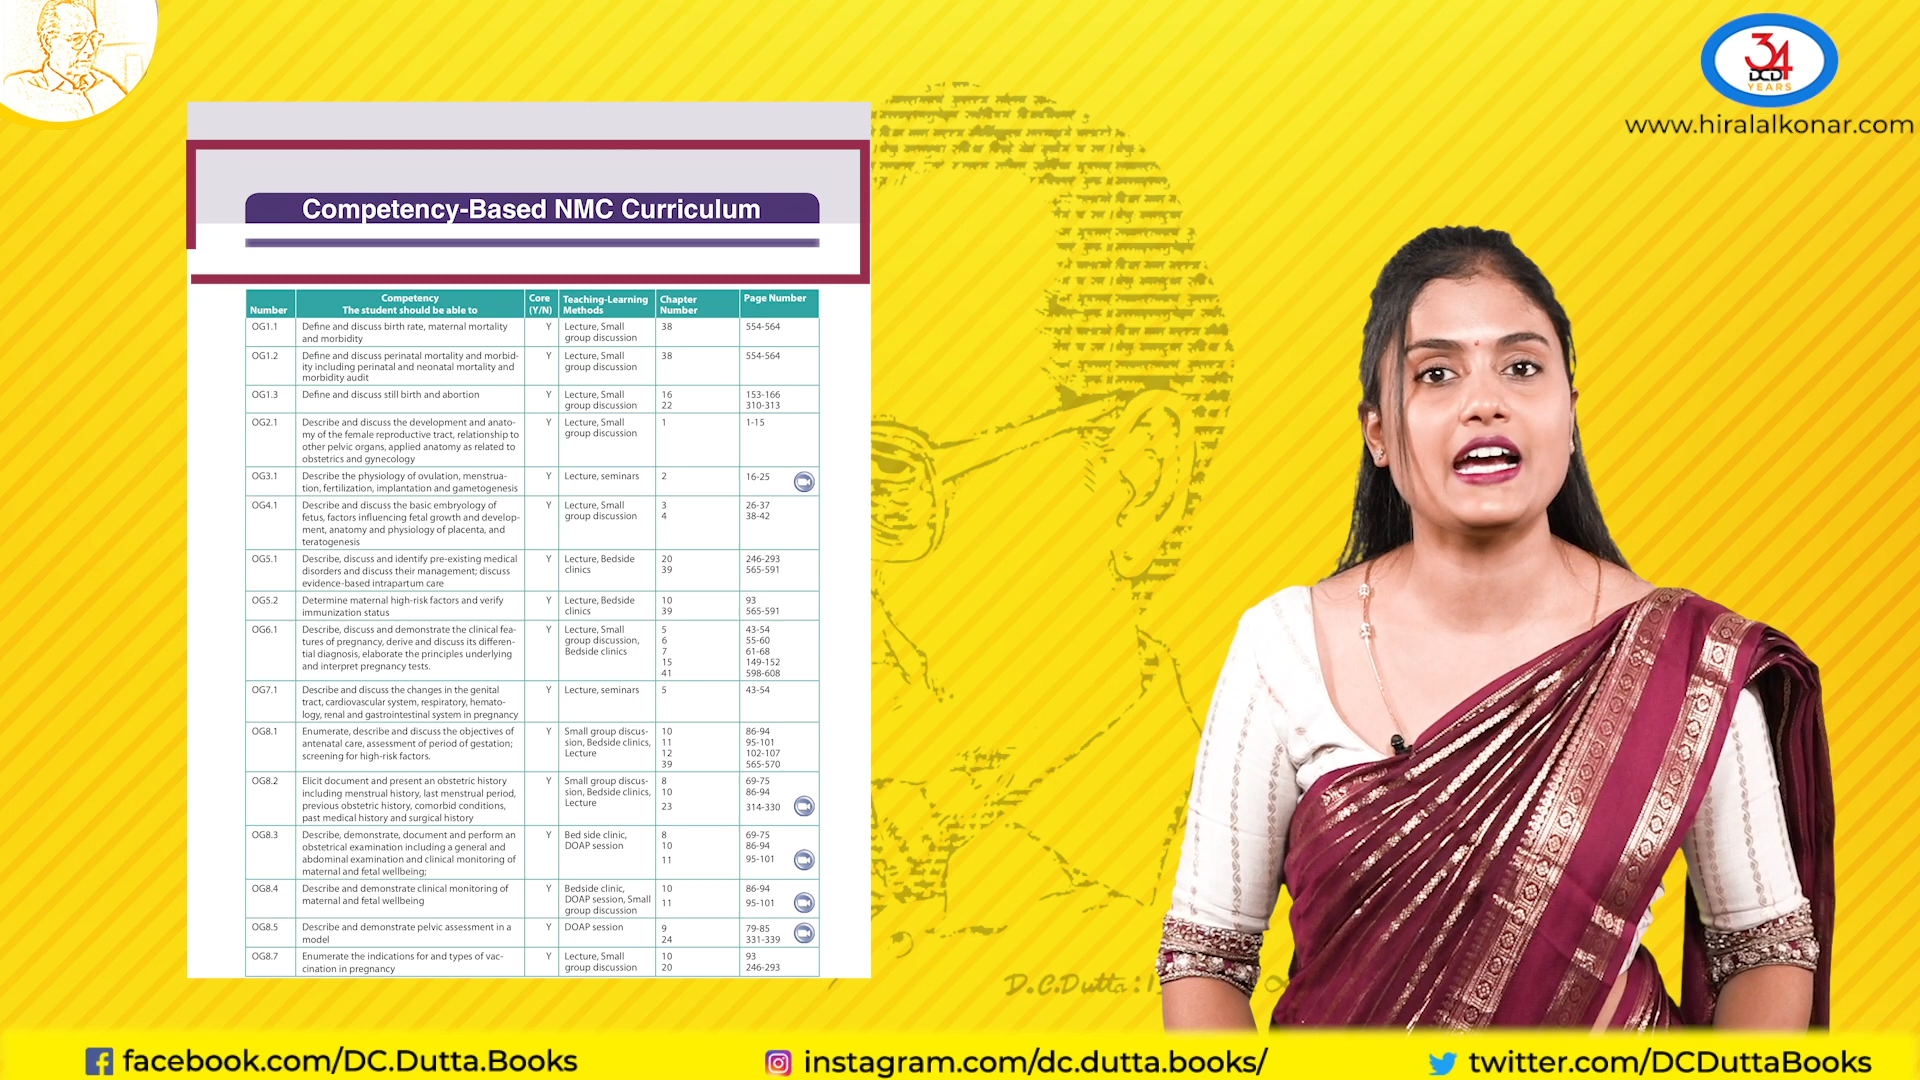 34
DCD
YEARS
www.hiralalkonar.com
Competency-Based NMC Curriculum
Number
Competency
The student should be able to
Core
(Y/N)
Teaching-Learning
Methods
Chapter
Number
Page Number
OG1.1
Define and discuss birth rate, maternal mortality
and morbidity
Y
Lecture, Small
group discussion
38
554-564
OG1.2
Define and discuss perinatal mortality and morbid-
ity including perinatal and neonatal mortality and
morbidity audit
Y
Lecture, Small
group discussion
38
554-564
OG1.3
Define and discuss still birth and abortion
Y
Lecture, Small
group discussion
16
22
153-166
310-313
OG2.1
Describe and discuss the development and anato-
my of the female reproductive tract, relationship to
other pelvic organs, applied anatomy as related to
obstetrics and gynecology
Y
Lecture, Small
group discussion
1
1-15
OG3.1
Describe the physiology of ovulation, menstrua-
tion, fertilization, implantation and gametogenesis
Y
Lecture, seminars
2
16-25
OG4.1
Describe and discuss the basic embryology of
fetus, factors influencing fetal growth and develop-
ment, anatomy and physiology of placenta, and
teratogenesis
Y
Lecture, Small
group discussion
3
4
26-37
38-42
OG5.1
Describe, discuss and identify pre-existing medical
disorders and discuss their management; discuss
evidence-based intrapartum care
Y
Lecture, Bedside
clinics
20
39
246-293
565-591
OG5.2
Determine maternal high-risk factors and verify
immunization status
Y
Lecture, Bedside
clinics
10
39
93
565-591
OG6.1
Describe, discuss and demonstrate the clinical fea-
tures of pregnancy, derive and discuss its differen-
tial diagnosis, elaborate the principles underlying
and interpret pregnancy tests.
Y
Lecture, Small
group discussion,
Bedside clinics
5
6
7
15
41
43-54
55-60
61-68
149-152
598-608
OG7.1
Describe and discuss the changes in the genital
tract, cardiovascular system, respiratory, hemato-
logy, renal and gastrointestinal system in pregnancy
Y
Lecture, seminars
5
43-54
OG8.1
Enumerate, describe and discuss the objectives of
antenatal care, assessment of period of gestation;
screening for high-risk factors.
Y
Small group discus-
sion, Bedside clinics,
Lecture
10
11
12
39
86-94
95-101
102-107
565-570
OG8.2
Elicit document and present an obstetric history
including menstrual history, last menstrual period,
previous obstetric history, comorbid conditions,
past medical history and surgical history
Y
Small group discus-
sion, Bedside clinics,
Lecture
8
10
23
69-75
86-94
314-330
OG8.3
Describe, demonstrate, document and perform an
obstetrical examination including a general and
abdominal examination and clinical monitoring of
maternal and fetal wellbeing;
Y
Bed side clinic,
DOAP session
8
10
11
69-75
86-94
95-101
OG8.4
Describe and demonstrate clinical monitoring of
maternal and fetal wellbeing
Y
Bedside clinic,
DOAP session, Small
group discussion
10
11
86-94
95-101
OG8.5
Describe and demonstrate pelvic assessment in a
model
Y
DOAP session
9
24
79-85
331-339
OG8.7
Enumerate the indications for and types of vac-
cination in pregnancy
Y
Lecture, Small
group discussion
10
20
93
246-293
D.C.Dutta :
facebook.com/DC.Dutta.Books
instagram.com/dc.dutta.books/
twitter.com/DCDuttaBooks